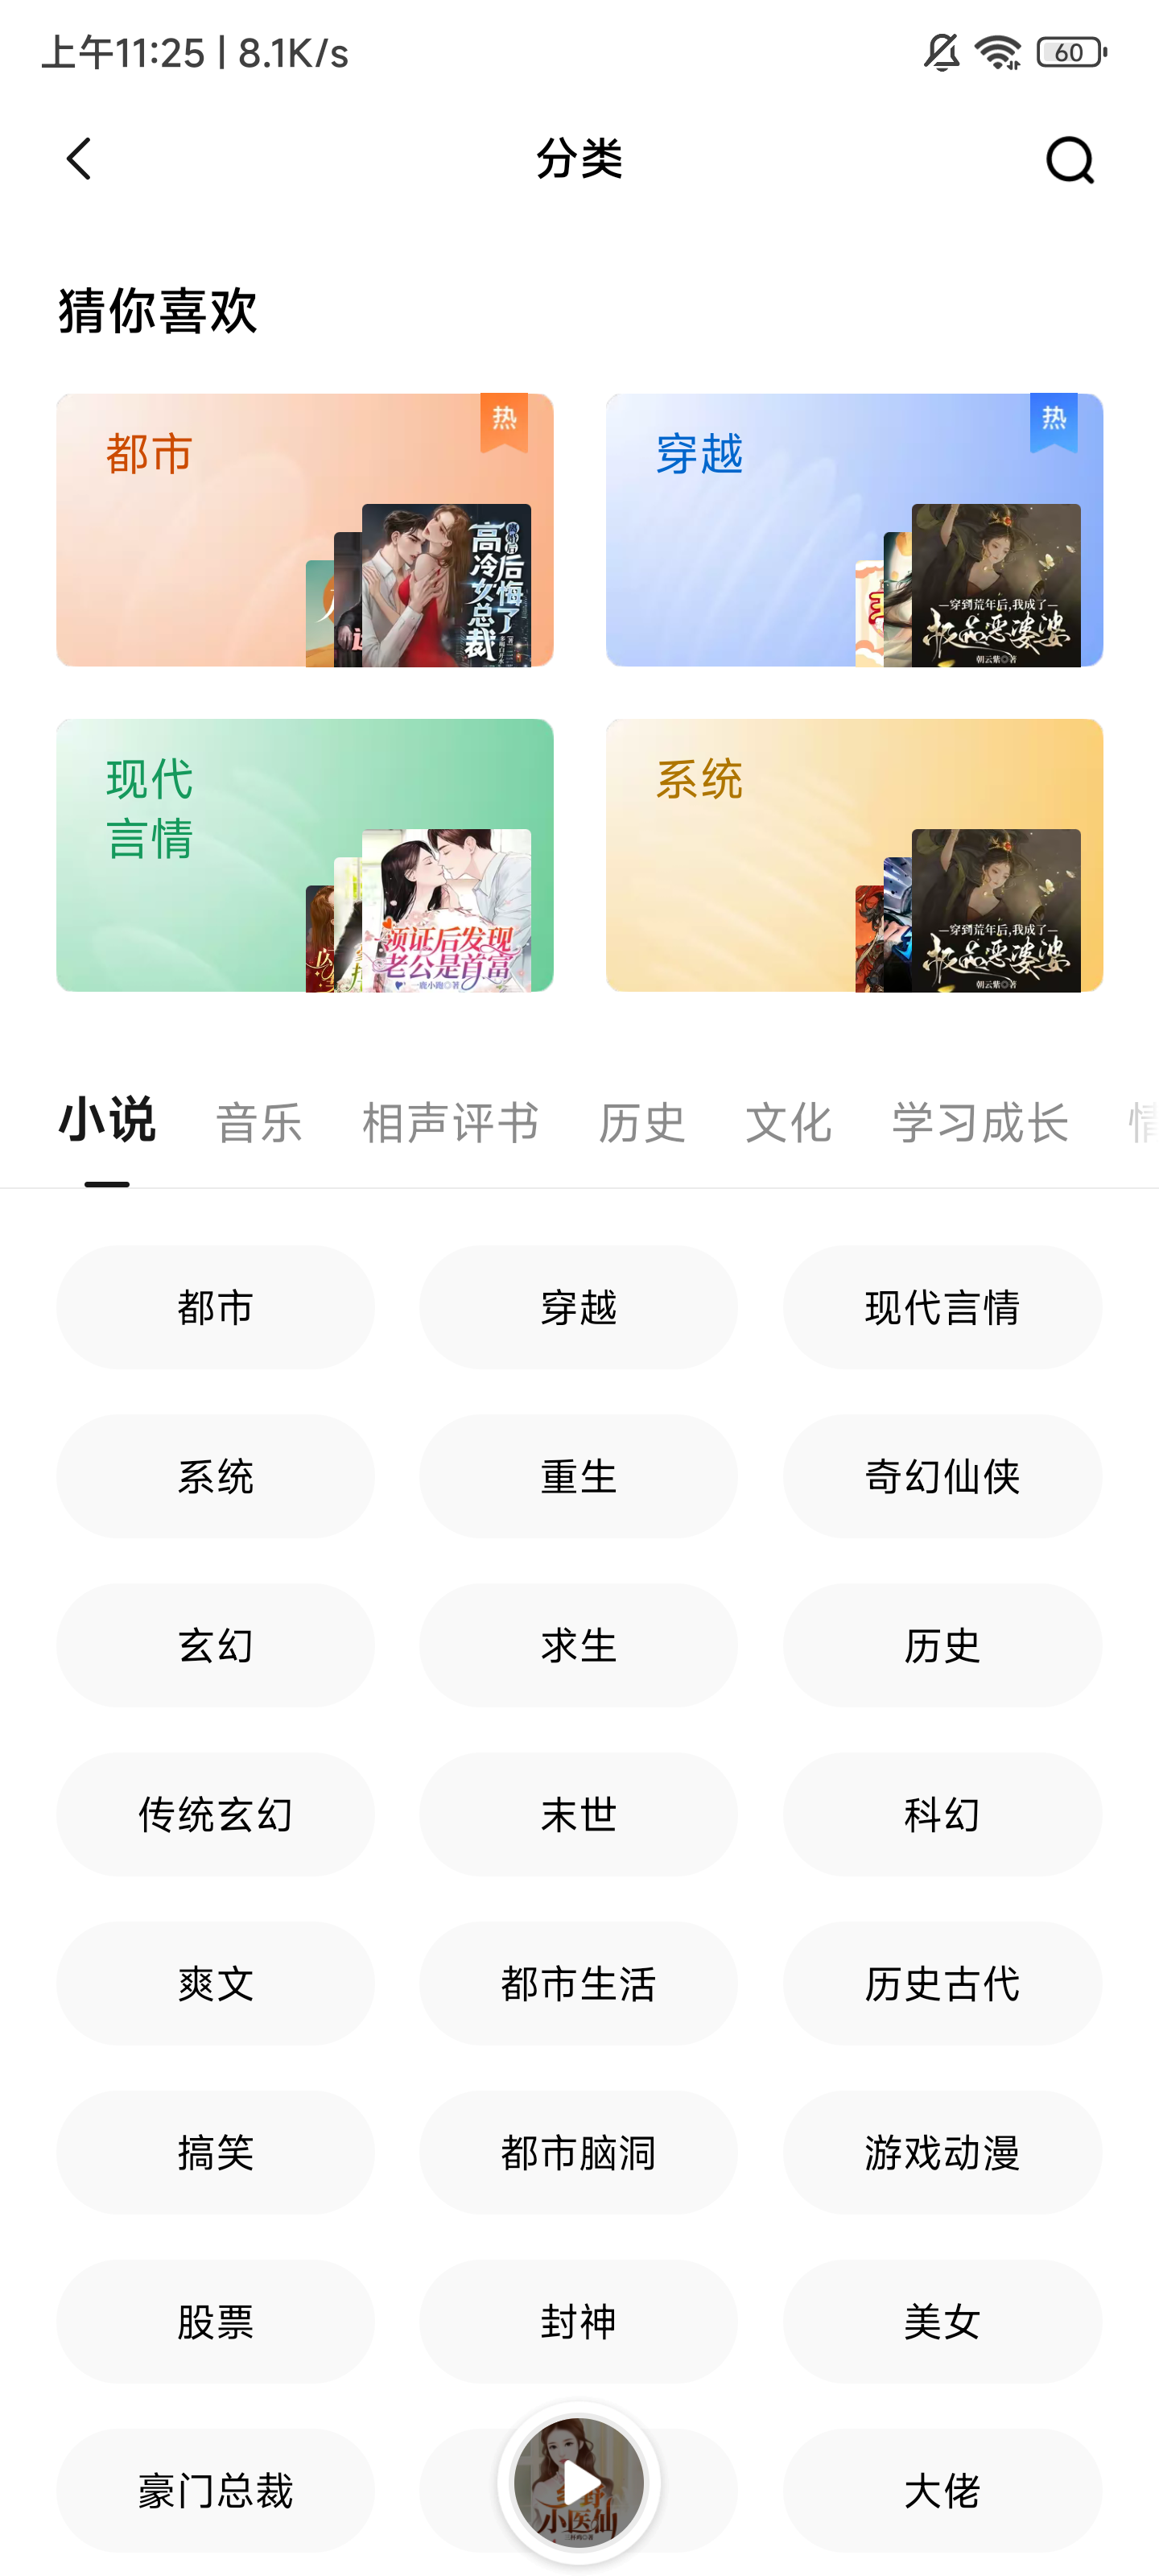 上午11:25 | 8.1K/s
60
分类
猜你喜欢
都市
热
离婚后
高冷女总裁
后悔了
穿越
热
—穿到荒年后,我成了—
极品恶婆婆
朝云紫◎著
现代
言情
领证后发现
老公是首富
一鹿小跑◎著
系统
—穿到荒年后,我成了—
极品恶婆婆
朝云紫◎著
小说 音乐 相声评书 历史 文化 学习成长
都市 穿越 现代言情
系统 重生 奇幻仙侠
玄幻 求生 历史
传统玄幻 末世 科幻
爽文 都市生活 历史古代
搞笑 都市脑洞 游戏动漫
股票 封神 美女
豪门总裁 大佬
小医仙